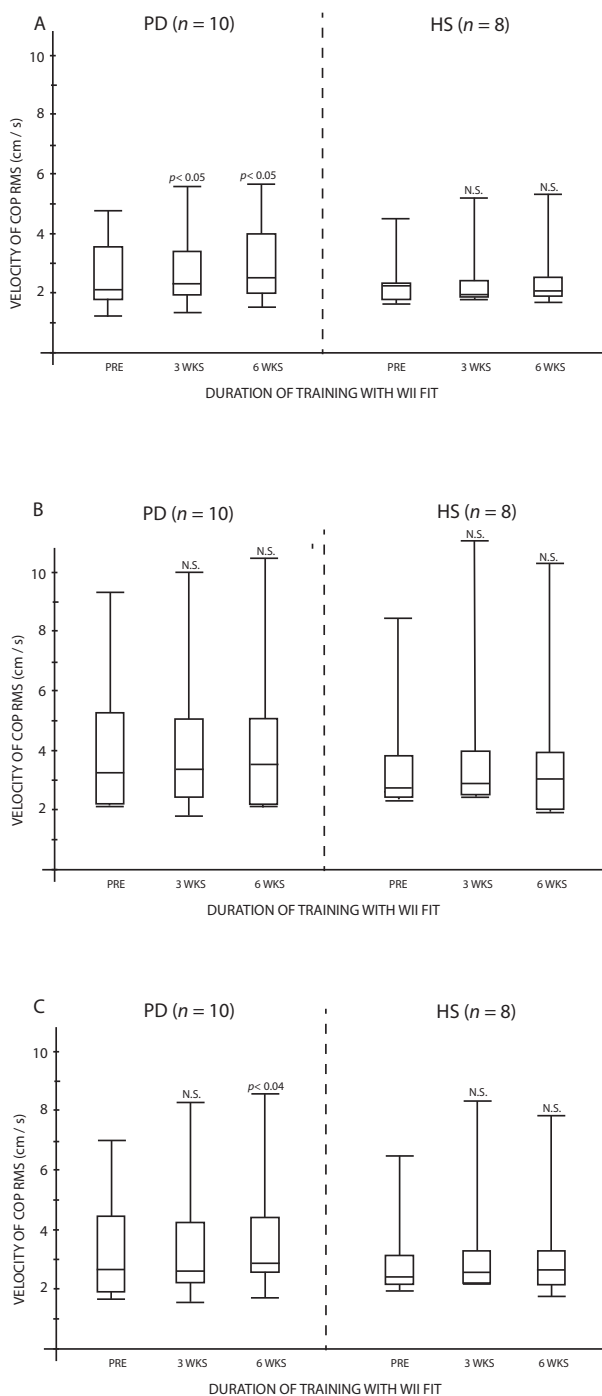 A
PD (n = 10)
HS (n = 8)
VELOCITY OF COP RMS (cm / s)
10
8
6
4
2
p< 0.05
p< 0.05
N.S.
N.S.
PRE
3 WKS
6 WKS
PRE
3 WKS
6 WKS
DURATION OF TRAINING WITH WII FIT
B
PD (n = 10)
HS (n = 8)
VELOCITY OF COP RMS (cm / s)
10
8
6
4
2
N.S.
N.S.
N.S.
N.S.
PRE
3 WKS
6 WKS
PRE
3 WKS
6 WKS
DURATION OF TRAINING WITH WII FIT
C
PD (n = 10)
HS (n = 8)
VELOCITY OF COP RMS (cm / s)
10
8
6
4
2
N.S.
p< 0.04
N.S.
N.S.
PRE
3 WKS
6 WKS
PRE
3 WKS
6 WKS
DURATION OF TRAINING WITH WII FIT